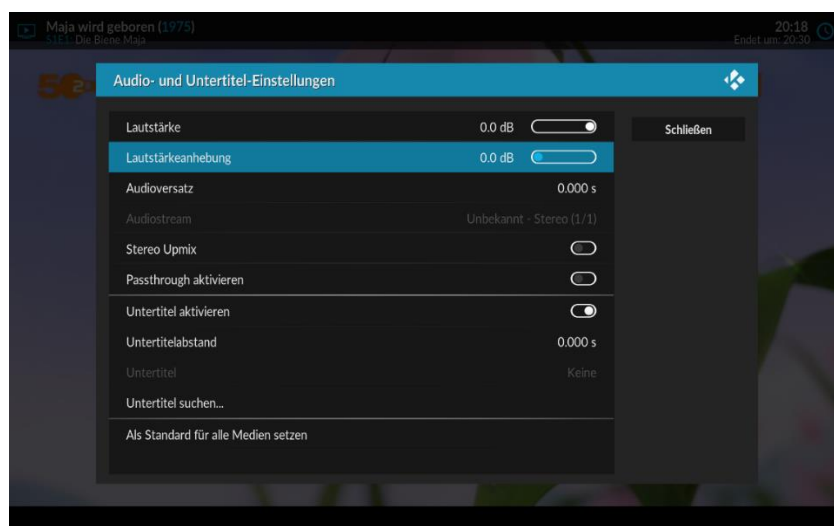 Maja wird geboren (1975)
S1E1: Die Biene Maja
20:18
Endet um: 20:30
Audio- und Untertitel-Einstellungen
Lautstärke 0.0 dB
Schließen
Lautstärkeanhebung 0.0 dB
Audioversatz 0.000 s
Audiostream Unbekannt - Stereo (1/1)
Stereo Upmix
Passthrough aktivieren
Untertitel aktivieren
Untertitelabstand 0.000 s
Untertitel Keine
Untertitel suchen...
Als Standard für alle Medien setzen